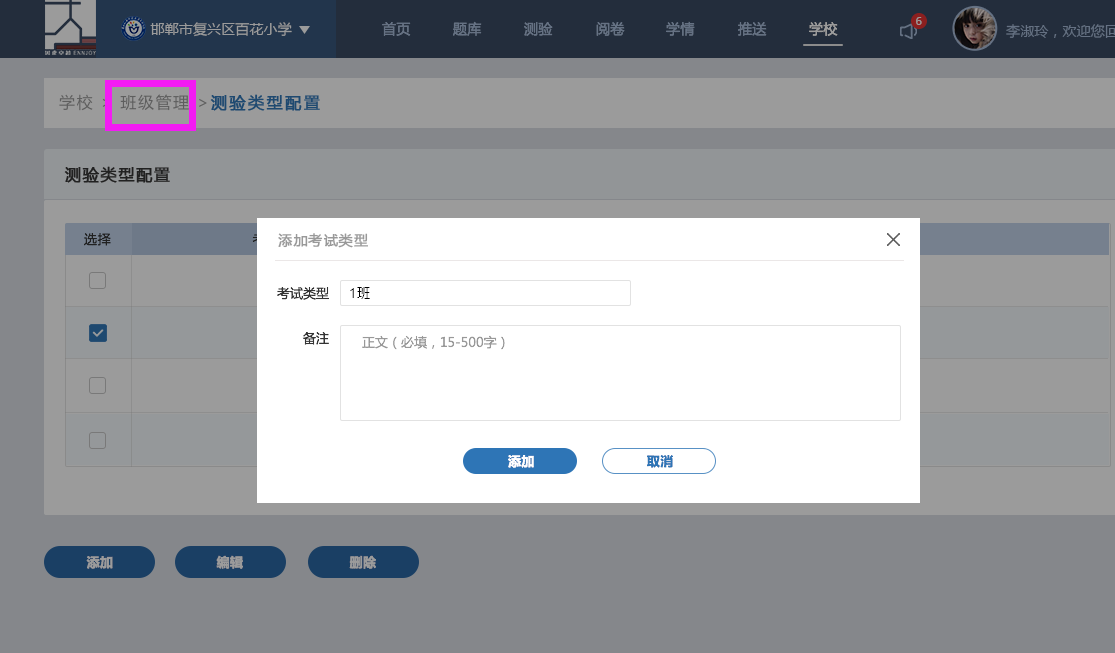 邯郸市复兴区百花小学 首页 题库 测验 阅卷 学情 推送 学校 6 李淑玲，欢迎您回
学校 > 班级管理 > 测验类型配置
测验类型配置
选择
添加考试类型
考试类型 1班
备注 正文（必填，15-500字）
添加 取消
添加 编辑 删除